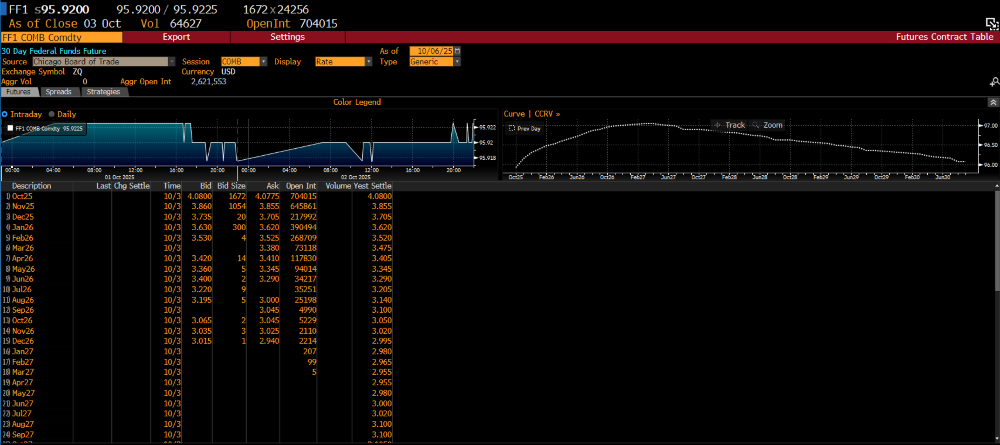 FF1 s95.9200 95.9200 / 95.9225 1672 x 24256
As of Close 03 Oct Vol 64627 OpenInt 704015
FF1 COMB Comdty Export Settings Futures Contract Table
30 Day Federal Funds Future As of 10/06/25
Source Chicago Board of Trade Session COMB Display Rate Type Generic
Exchange Symbol ZQ Currency USD
Aggr Vol 0 Aggr Open Int 2,621,553
Futures Spreads Strategies
Color Legend
Intraday Daily
FF1 COMB Comdty 95.9225
95.922
95.92
95.918
00:00 04:00 08:00 12:00 16:00 20:00 00:00 04:00 08:00 12:00 16:00 20:00
01 Oct 2025 02 Oct 2025
Curve | CCRV »
Prev Day Track Zoom
97.00
96.50
96.00
Oct25 Feb26 Jun26 Oct26 Feb27 Jun27 Oct27 Feb28 Jun28 Oct28 Feb29 Jun29 Oct29 Feb30 Jun30
Description Last Chg Settle Time Bid Bid Size Ask Open Int Volume Yest Settle
1) Oct25 10/3 4.0800 1672 4.0775 704015 4.0800
2) Nov25 10/3 3.860 1054 3.855 645861 3.855
3) Dec25 10/3 3.735 20 3.705 217992 3.705
4) Jan26 10/3 3.630 300 3.620 390494 3.620
5) Feb26 10/3 3.530 4 3.525 268709 3.520
6) Mar26 10/3 3.380 73118 3.475
7) Apr26 10/3 3.420 14 3.410 117830 3.405
8) May26 10/3 3.360 5 3.345 94014 3.345
9) Jun26 10/3 3.400 2 3.290 34217 3.290
10) Jul26 10/3 3.220 9 35251 3.205
11) Aug26 10/3 3.195 5 3.000 25198 3.140
12) Sep26 10/3 3.045 4990 3.100
13) Oct26 10/3 3.065 2 3.045 5229 3.050
14) Nov26 10/3 3.035 3 3.025 2110 3.020
15) Dec26 10/3 3.015 1 2.940 2214 2.995
16) Jan27 10/3 207 2.980
17) Feb27 10/3 99 2.965
18) Mar27 10/3 5 2.955
19) Apr27 10/3 2.955
20) May27 10/3 2.980
21) Jun27 10/3 3.000
22) Jul27 10/3 3.020
23) Aug27 10/3 3.100
24) Sep27 10/3 3.100